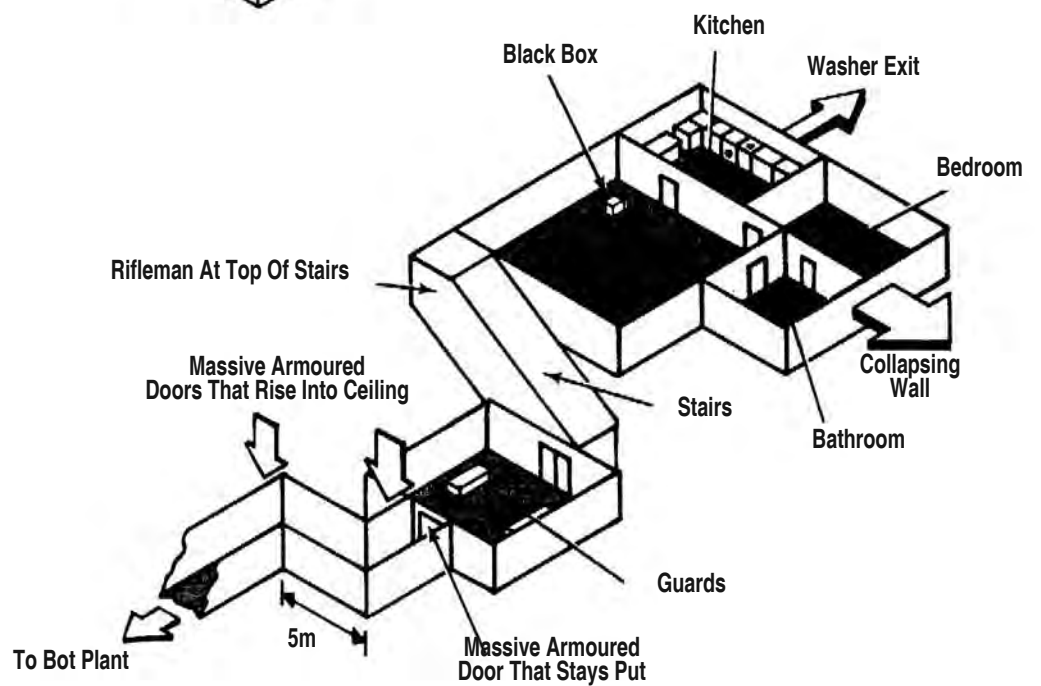 Kitchen
Black Box
Washer Exit
Bedroom
Rifleman At Top Of Stairs
Massive Armoured
Doors That Rise Into Ceiling
Collapsing
Wall
Stairs
Bathroom
Guards
5m
To Bot Plant
Massive Armoured
Door That Stays Put